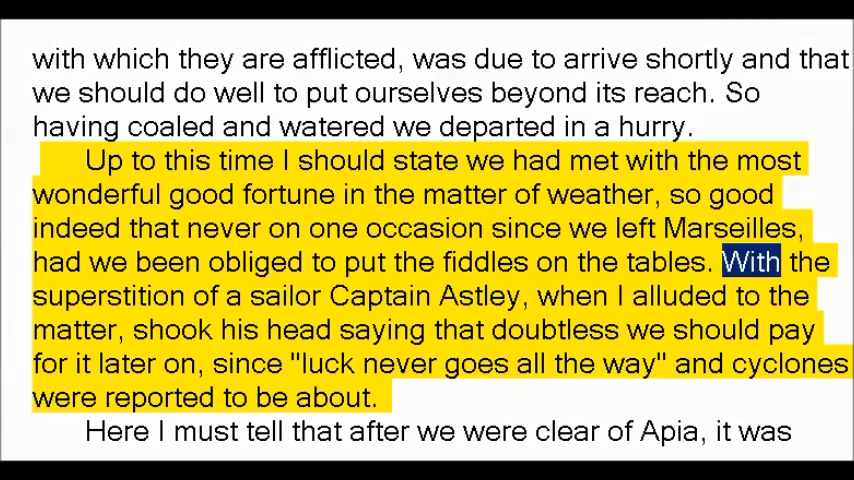 with which they are afflicted, was due to arrive shortly and that
we should do well to put ourselves beyond its reach. So
having coaled and watered we departed in a hurry.
Up to this time I should state we had met with the most
wonderful good fortune in the matter of weather, so good
indeed that never on one occasion since we left Marseilles,
had we been obliged to put the fiddles on the tables. With the
superstition of a sailor Captain Astley, when I alluded to the
matter, shook his head saying that doubtless we should pay
for it later on, since "luck never goes all the way" and cyclones
were reported to be about.
Here I must tell that after we were clear of Apia, it was